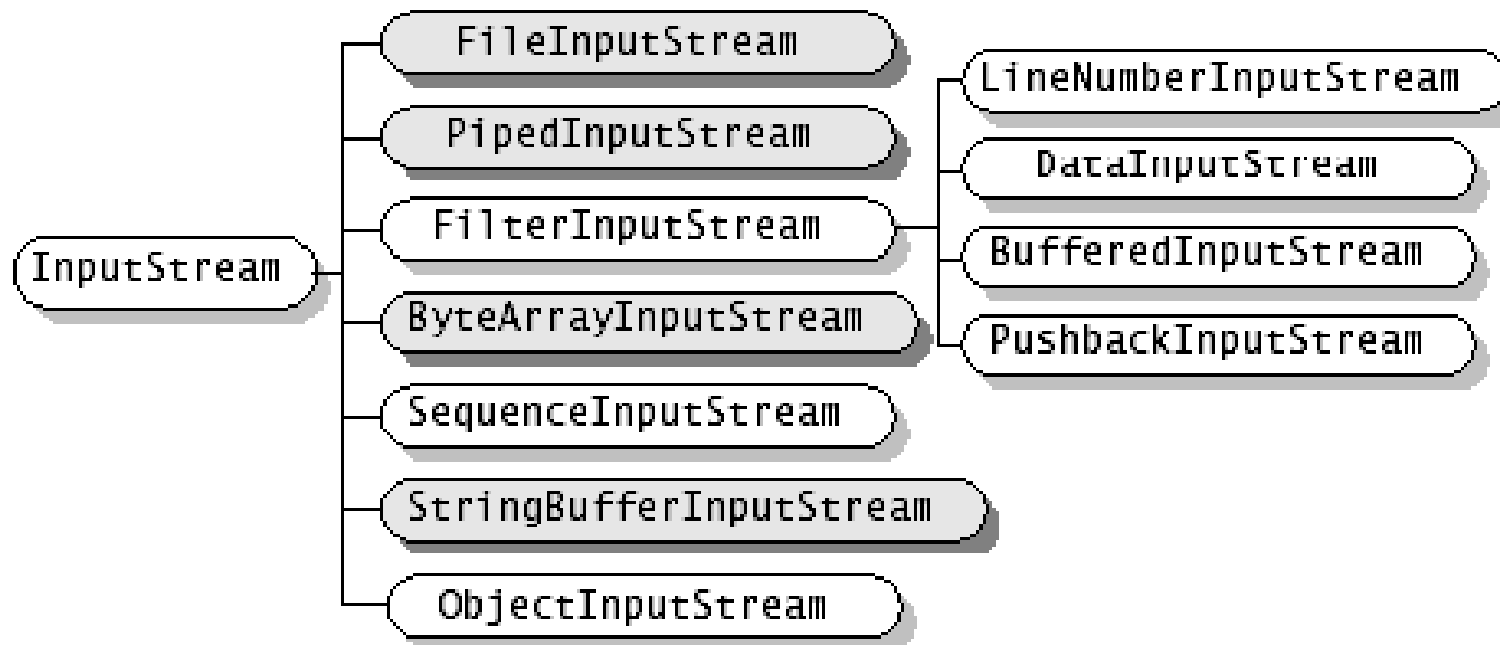 InputStream
FileInputStream
PipedInputStream
FilterInputStream
ByteArrayInputStream
SequenceInputStream
StringBufferInputStream
ObjectInputStream
LineNumberInputStream
DataInputStream
BufferedInputStream
PushbackInputStream